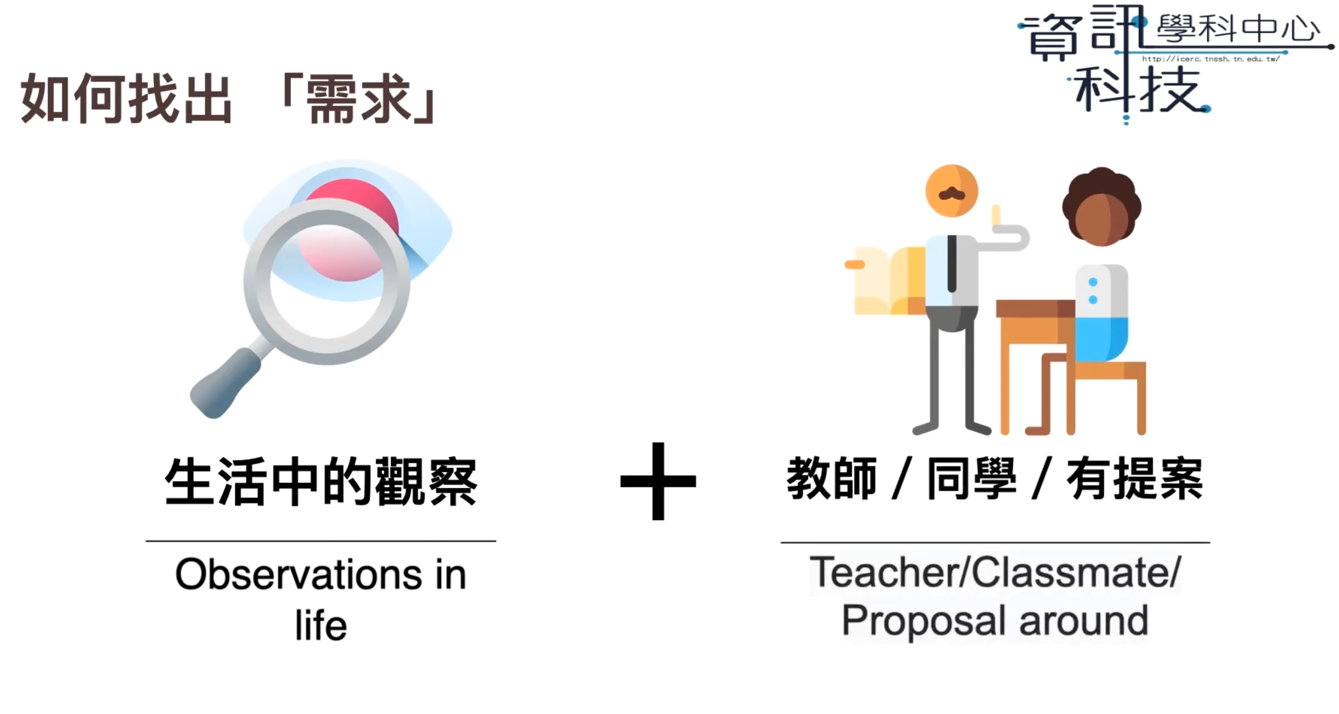 資訊 學科中心
http://icerc.tnssh.tn.edu.tw/
科技
如何找出 「需求」
生活中的觀察
Observations in
life
+
教師 / 同學 / 有提案
Teacher/Classmate/
Proposal around